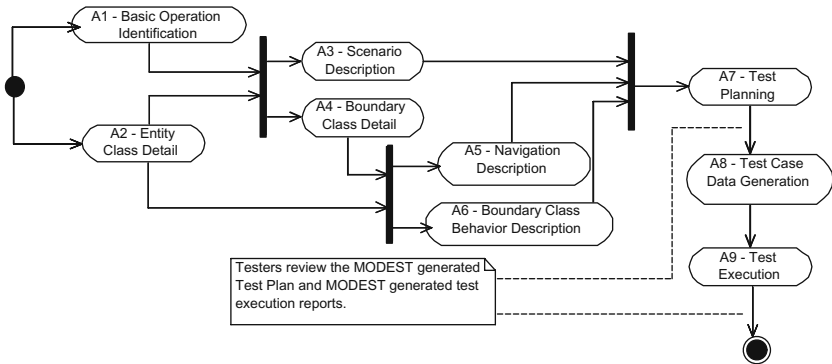 A1 - Basic Operation
Identification
A3 - Scenario
Description
A7 - Test
Planning
A4 - Boundary
Class Detail
A2 - Entity
Class Detail
A5 - Navigation
Description
A8 - Test Case
Data Generation
A6 - Boundary Class
Behavior Description
A9 - Test
Execution
Testers review the MODEST generated
Test Plan and MODEST generated test
execution reports.